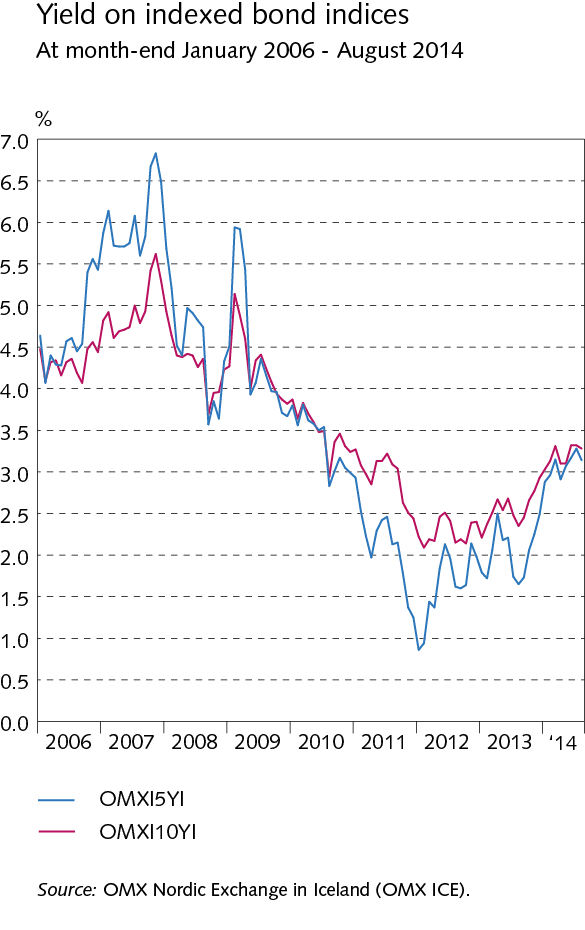 Yield on indexed bond indices
At month-end January 2006 - August 2014
%
7.0
6.5
6.0
5.5
5.0
4.5
4.0
3.5
3.0
2.5
2.0
1.5
1.0
0.5
0.0
2006 2007 2008 2009 2010 2011 2012 2013 ‘14
OMXI5YI
OMXI10YI
Source: OMX Nordic Exchange in Iceland (OMX ICE).